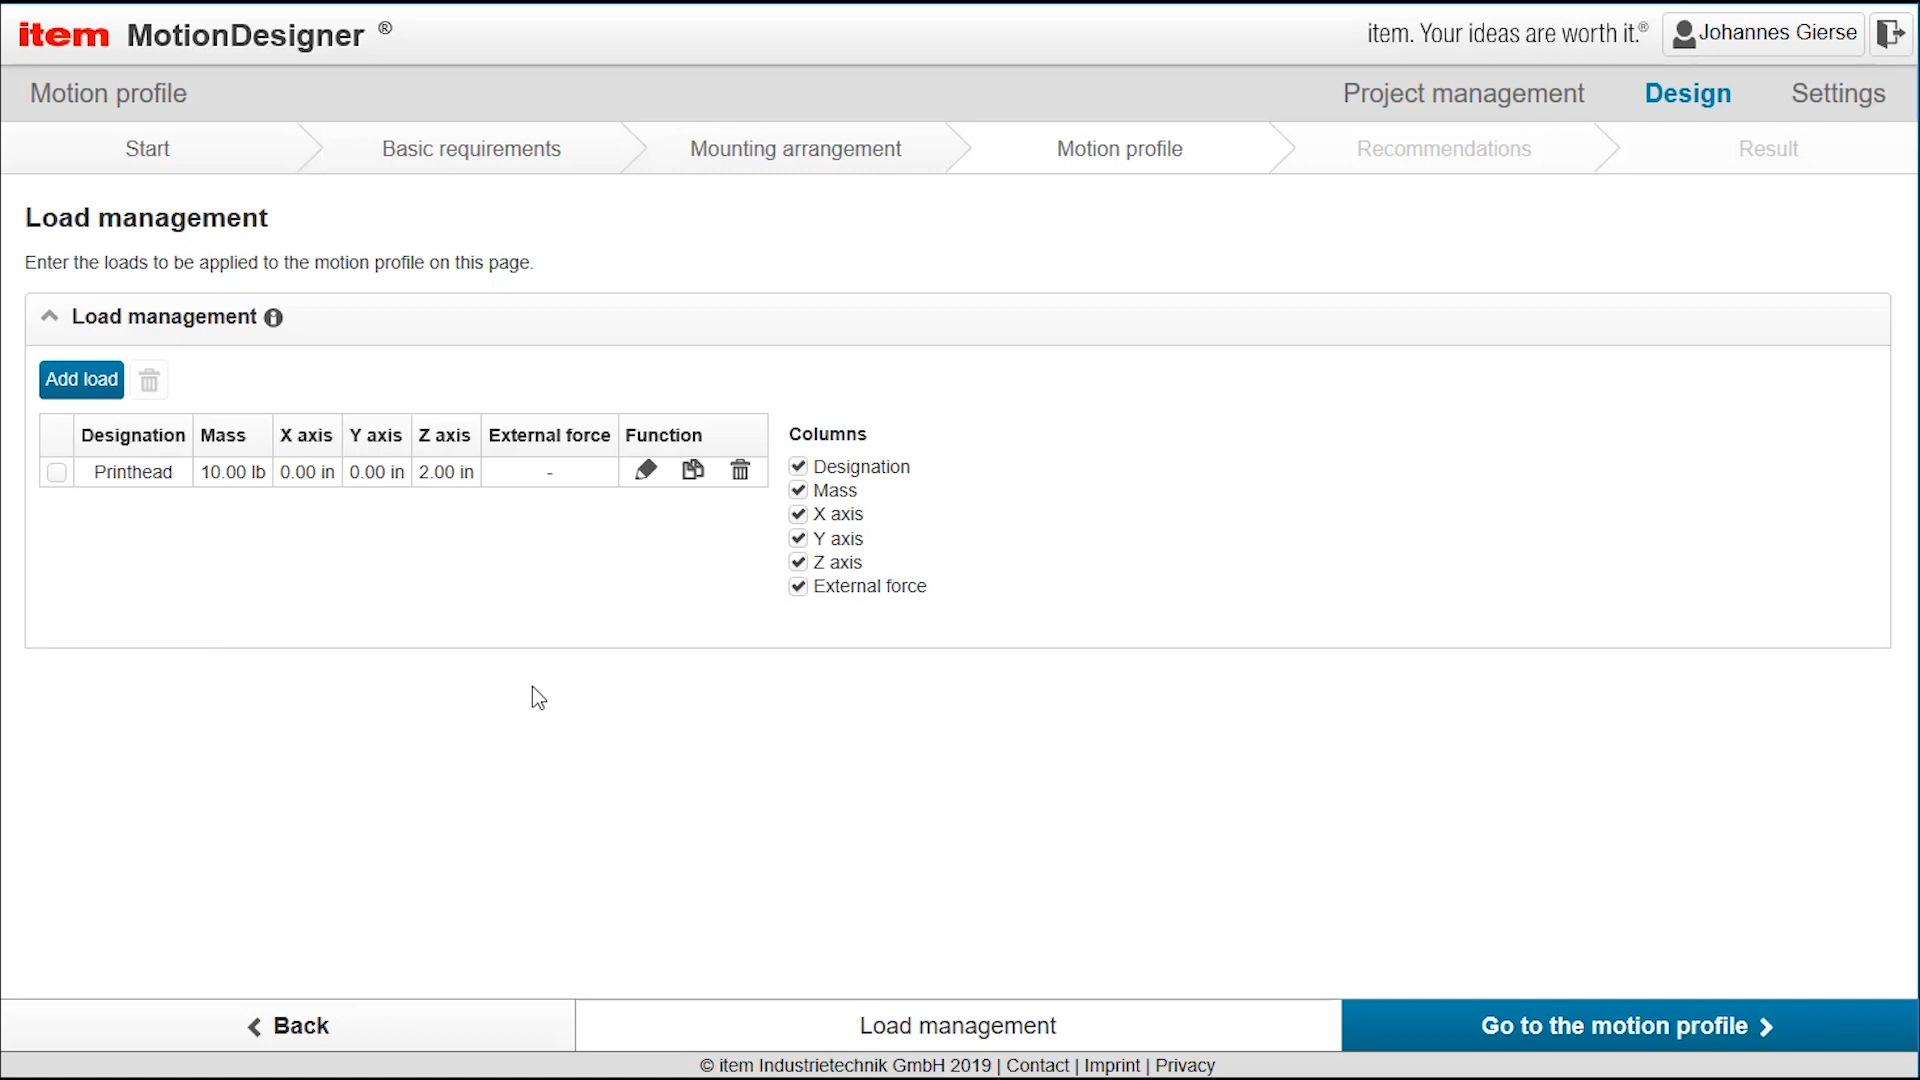 item MotionDesigner ®
item. Your ideas are worth it.®
Johannes Gierse
Motion profile
Project management
Design
Settings
Start
Basic requirements
Mounting arrangement
Motion profile
Recommendations
Result
Load management
Enter the loads to be applied to the motion profile on this page.
Load management
Add load
Designation Mass X axis Y axis Z axis External force Function
Printhead 10.00 lb 0.00 in 0.00 in 2.00 in -
Columns
Designation
Mass
X axis
Y axis
Z axis
External force
Back
Load management
Go to the motion profile
© item Industrietechnik GmbH 2019 | Contact | Imprint | Privacy